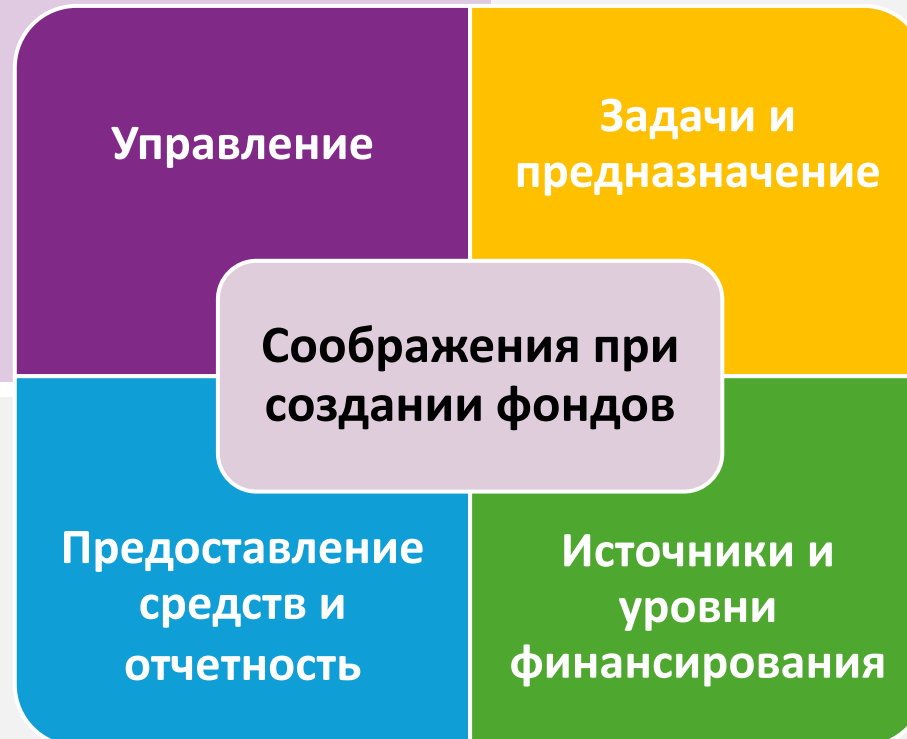 Управление
Задачи и
предназначение
Соображения при
создании фондов
Предоставление
средств и
отчетность
Источники и
уровни
финансирования